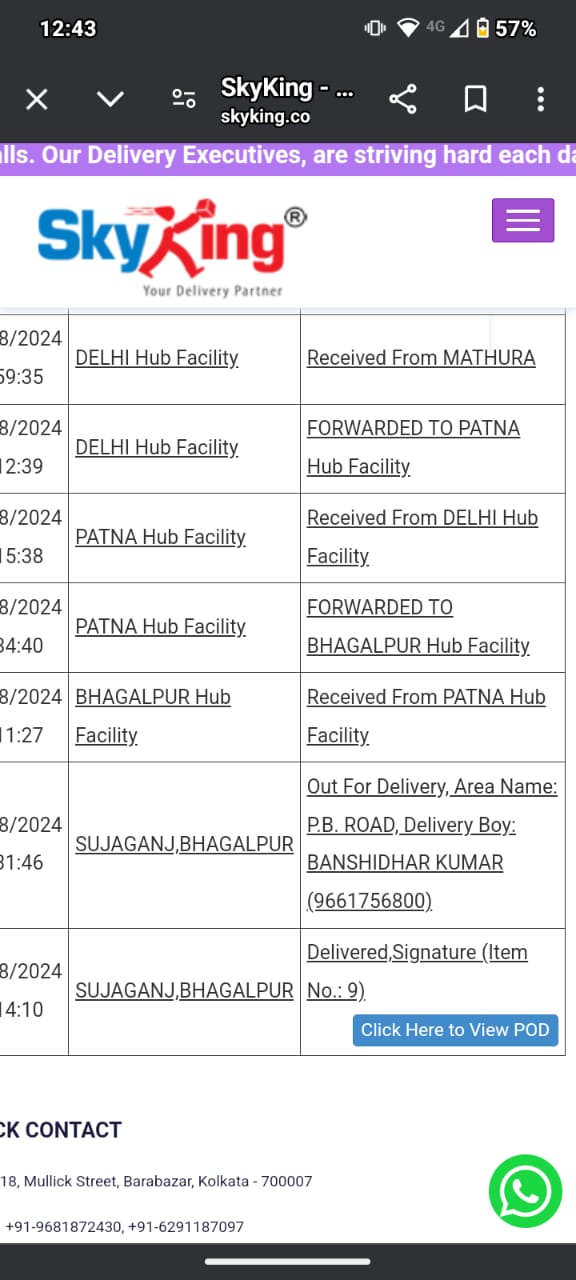 12:43
4G
57%
SkyKing - ...
skyking.co
lls. Our Delivery Executives, are striving hard each da
SkyKing®
Your Delivery Partner
8/2024
59:35
DELHI Hub Facility
Received From MATHURA
8/2024
12:39
DELHI Hub Facility
FORWARDED TO PATNA
Hub Facility
8/2024
15:38
PATNA Hub Facility
Received From DELHI Hub
Facility
8/2024
34:40
PATNA Hub Facility
FORWARDED TO
BHAGALPUR Hub Facility
8/2024
11:27
BHAGALPUR Hub
Facility
Received From PATNA Hub
Facility
8/2024
31:46
SUJAGANJ,BHAGALPUR
Out For Delivery, Area Name:
P.B. ROAD, Delivery Boy:
BANSHIDHAR KUMAR
(9661756800)
8/2024
14:10
SUJAGANJ,BHAGALPUR
Delivered,Signature (Item
No.: 9)
Click Here to View POD
CK CONTACT
18, Mullick Street, Barabazar, Kolkata - 700007
+91-9681872430, +91-6291187097